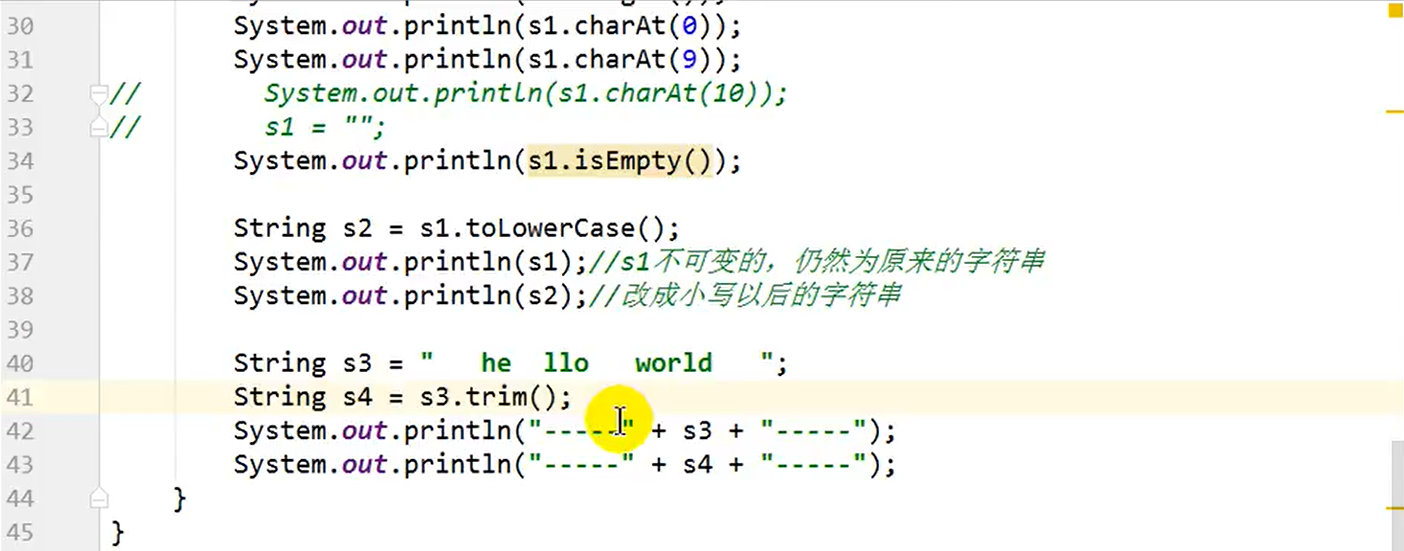 30 System.out.println(s1.charAt(0));
31 System.out.println(s1.charAt(9));
32 // System.out.println(s1.charAt(10));
33 // s1 = "";
34 System.out.println(s1.isEmpty());
35
36 String s2 = s1.toLowerCase();
37 System.out.println(s1);//s1不可变的，仍然为原来的字符串
38 System.out.println(s2);//改成小写以后的字符串
39
40 String s3 = "   he  llo   world   ";
41 String s4 = s3.trim();
42 System.out.println("-----" + s3 + "-----");
43 System.out.println("-----" + s4 + "-----");
44 }
45 }